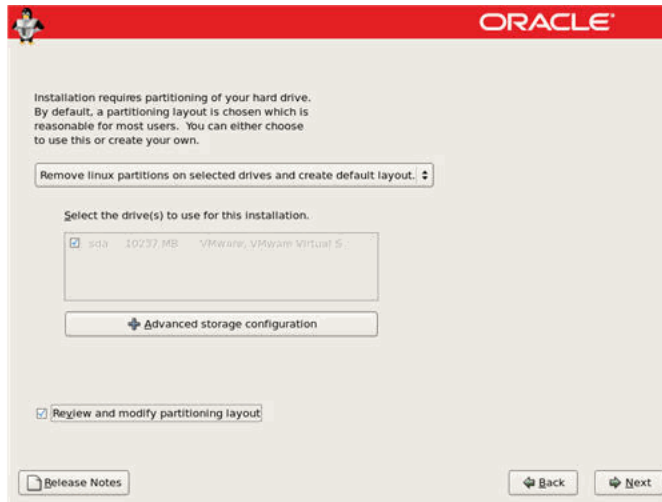 ORACLE
Installation requires partitioning of your hard drive.
By default, a partitioning layout is chosen which is
reasonable for most users. You can either choose
to use this or create your own.
Remove linux partitions on selected drives and create default layout.
Select the drive(s) to use for this installation.
sda 10237 MB VMware, VMware Virtual S
Advanced storage configuration
Review and modify partitioning layout
Release Notes
Back
Next